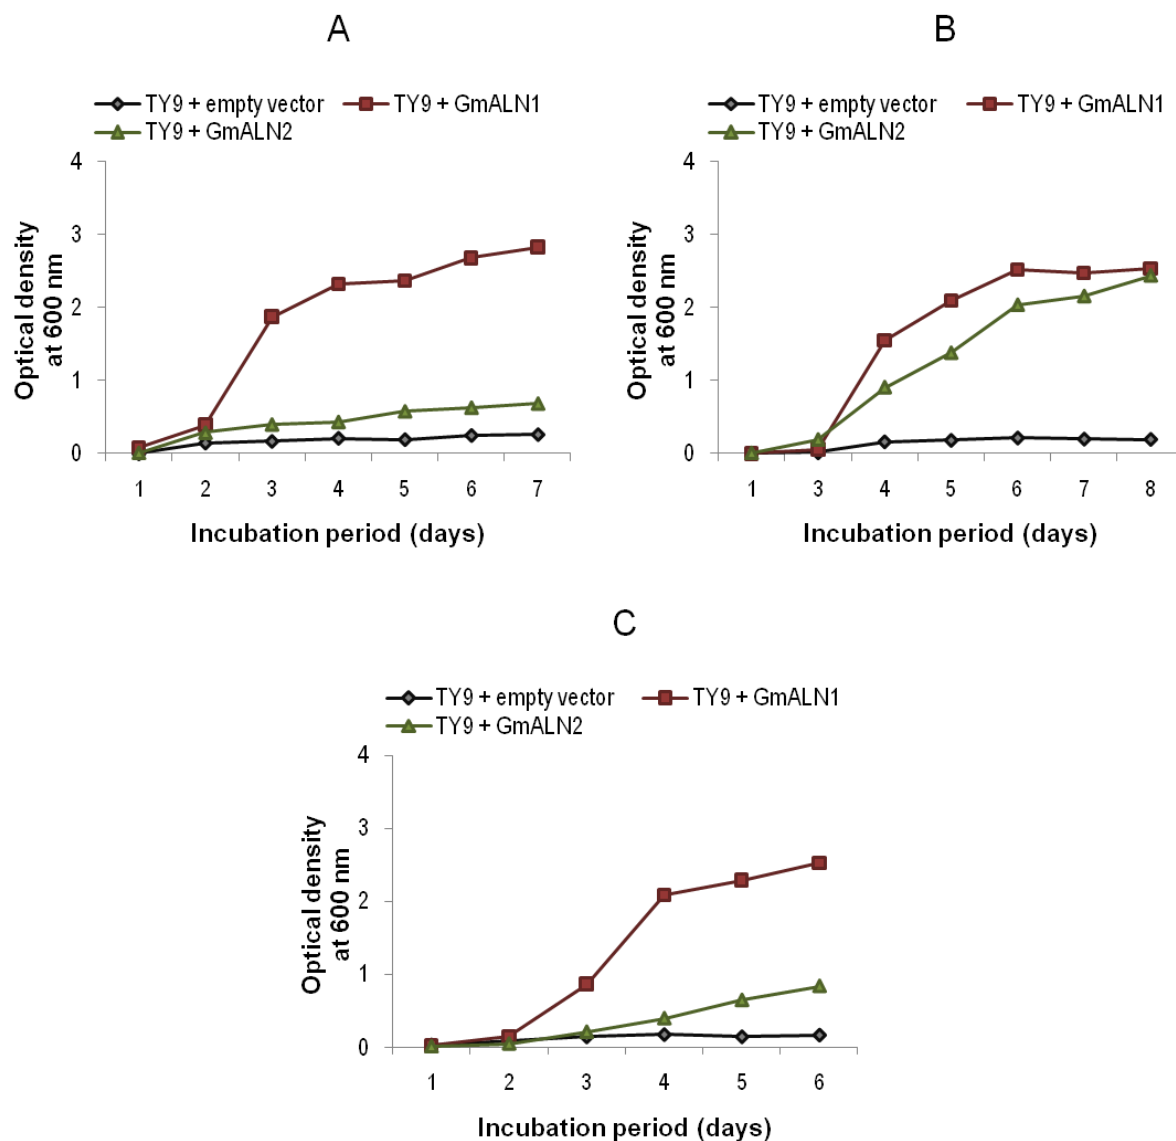 A
TY9 + empty vector
TY9 + GmALN1
TY9 + GmALN2
4
3
2
1
0
Optical density
at 600 nm
1 2 3 4 5 6 7
Incubation period (days)
B
TY9 + empty vector
TY9 + GmALN1
TY9 + GmALN2
4
3
2
1
0
Optical density
at 600 nm
1 3 4 5 6 7 8
Incubation period (days)
C
TY9 + empty vector
TY9 + GmALN1
TY9 + GmALN2
4
3
2
1
0
Optical density
at 600 nm
1 2 3 4 5 6
Incubation period (days)